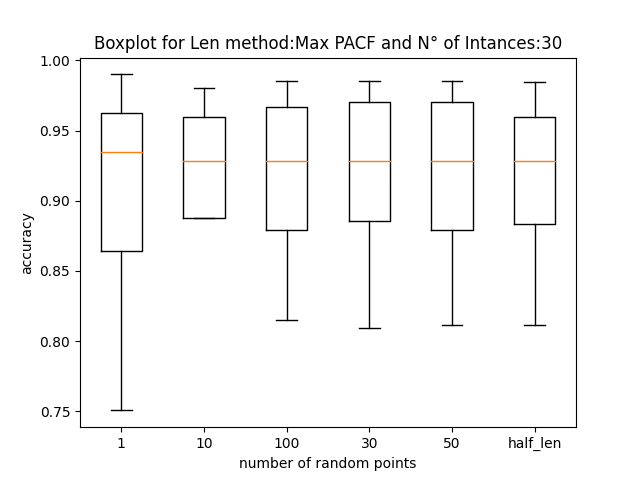 Boxplot for Len method:Max PACF and N° of Intances:30
1.00
0.95
0.90
0.85
0.80
0.75
accuracy
1 10 100 30 50 half_len
number of random points